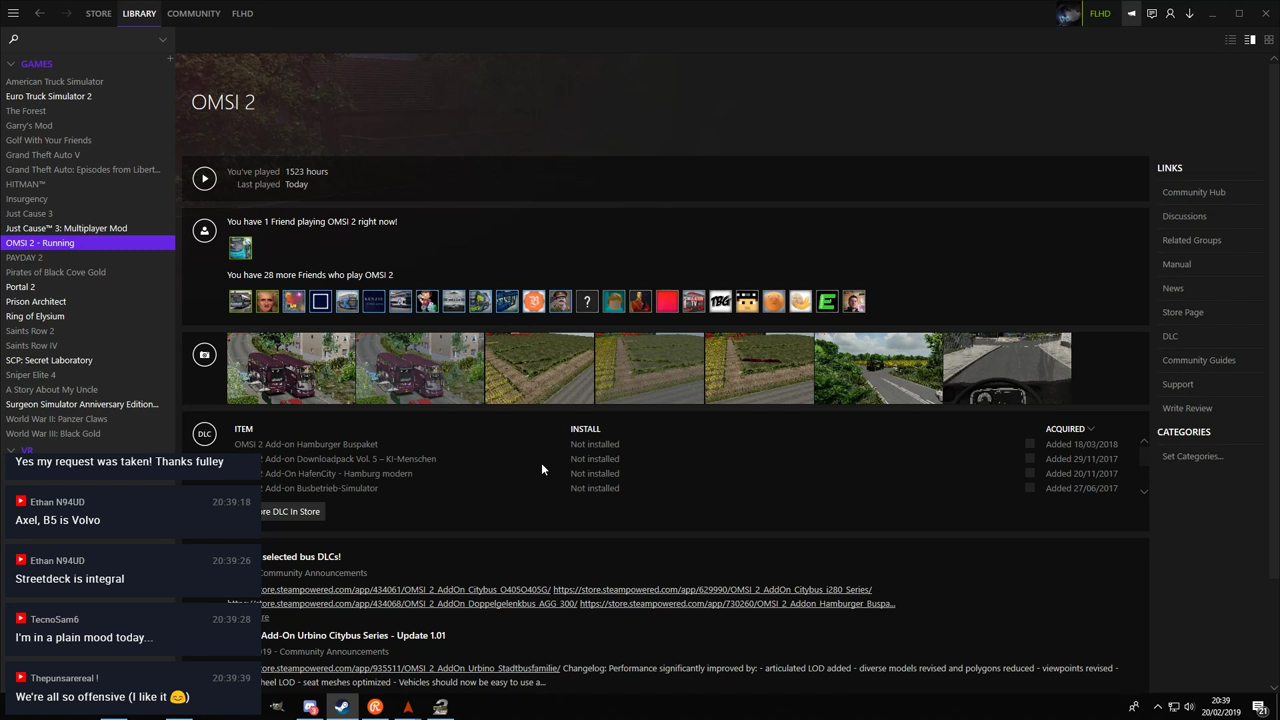 STORE
LIBRARY
COMMUNITY
FLHD
FLHD
GAMES
American Truck Simulator
Euro Truck Simulator 2
The Forest
Garry's Mod
Golf With Your Friends
Grand Theft Auto V
Grand Theft Auto: Episodes from Libert...
HITMAN™
Insurgency
Just Cause 3
Just Cause™ 3: Multiplayer Mod
OMSI 2 - Running
PAYDAY 2
Pirates of Black Cove Gold
Portal 2
Prison Architect
Ring of Elysium
Saints Row 2
Saints Row IV
SCP: Secret Laboratory
Sniper Elite 4
A Story About My Uncle
Surgeon Simulator Anniversary Edition...
World War II: Panzer Claws
World War III: Black Gold
VR
Yes my request was taken! Thanks fulley
Ethan N94UD 20:39:18
Axel, B5 is Volvo
Ethan N94UD 20:39:26
Streetdeck is integral
TecnoSam6 20:39:28
I'm in a plain mood today...
Thepunsarereal ! 20:39:39
We're all so offensive (I like it 😊)
OMSI 2
You've played 1523 hours
Last played Today
You have 1 Friend playing OMSI 2 right now!
You have 28 more Friends who play OMSI 2
?
TBG
E
DLC
ITEM INSTALL ACQUIRED
OMSI 2 Add-on Hamburger Buspaket Not installed Added 18/03/2018
2 Add-on Downloadpack Vol. 5 – KI-Menschen Not installed Added 29/11/2017
2 Add-On HafenCity - Hamburg modern Not installed Added 20/11/2017
2 Add-on Busbetrieb-Simulator Not installed Added 27/06/2017
ore DLC In Store
selected bus DLCs!
Community Announcements
store.steampowered.com/app/434061/OMSI_2_AddOn_Citybus_O405O405G/ https://store.steampowered.com/app/629990/OMSI_2_AddOn_Citybus_i280_Series/
https://store.steampowered.com/app/434068/OMSI_2_AddOn_Doppelgelenkbus_AGG_300/ https://store.steampowered.com/app/730260/OMSI_2_Addon_Hamburger_Buspa...
re
Add-On Urbino Citybus Series - Update 1.01
2019 - Community Announcements
store.steampowered.com/app/935511/OMSI_2_AddOn_Urbino_Stadtbusfamilie/ Changelog: Performance significantly improved by: - articulated LOD added - diverse models revised and polygons reduced - viewpoints revised -
heel LOD - seat meshes optimized - Vehicles should now be easy to use a...
LINKS
Community Hub
Discussions
Related Groups
Manual
News
Store Page
DLC
Community Guides
Support
Write Review
CATEGORIES
Set Categories...
20:39
20/02/2019
21